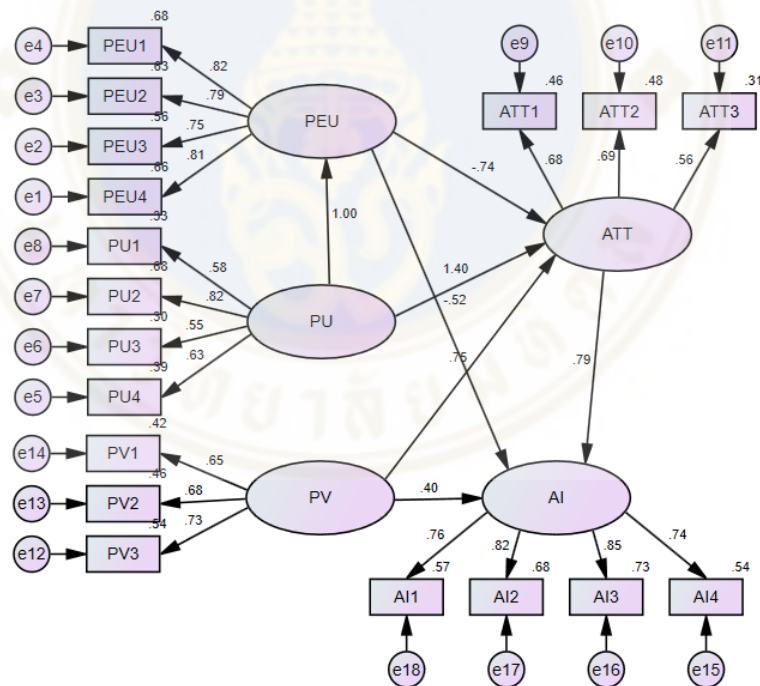 .68
e4 PEU1
.82
.63
e3 PEU2
.79
.56
e2 PEU3
.75
.66
e1 PEU4
.81
.33
e8 PU1
.58
.68
e7 PU2
.82
.30
e6 PU3
.55
.39
e5 PU4
.63
.42
e14 PV1
.65
.46
e13 PV2
.68
.54
e12 PV3
.73
PEU
1.00
PU
PV
-.74
1.40
-.52
.75
.40
e9 e10 e11
.46 .48 .31
ATT1 ATT2 ATT3
.68 .69 .56
ATT
.79
AI
.76 .82 .85 .74
.57 .68 .73 .54
AI1 AI2 AI3 AI4
e18 e17 e16 e15